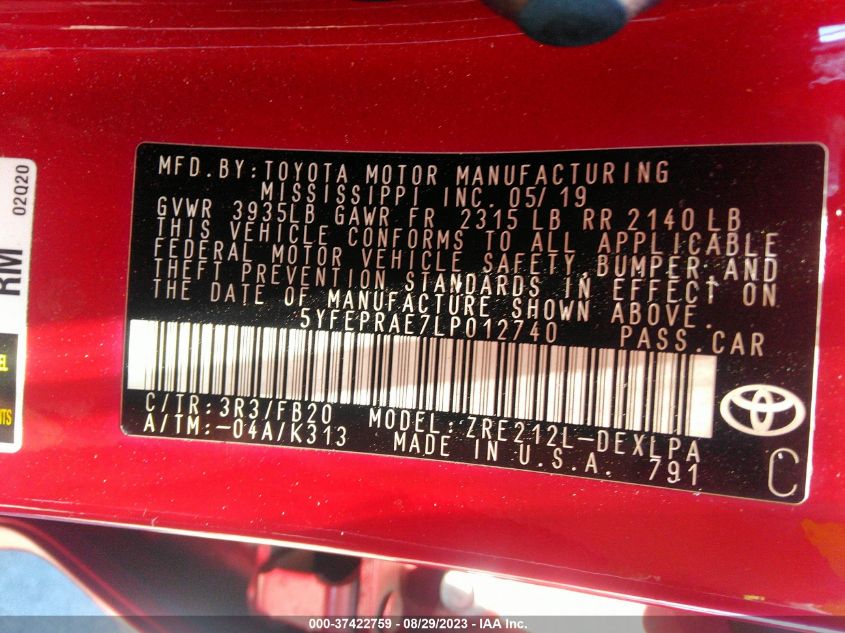 MFD.BY:TOYOTA MOTOR MANUFACTURING
MISSISSIPPI INC. 05/19
GVWR 3935LB GAWR FR 2315 LB RR 2140 LB
THIS VEHICLE CONFORMS TO ALL APPLICABLE
FEDERAL MOTOR VEHICLE SAFETY, BUMPER, AND
THEFT PREVENTION STANDARDS IN EFFECT ON
THE DATE OF MANUFACTURE SHOWN ABOVE.
5YFEPRAE7LP012740 PASS.CAR
C/TR:3R3/FB20 MODEL:ZRE212L-DEXLPA
A/TM:-04A/K313 MADE IN U.S.A. 791
C
02Q20
RM
EL
NTS
000-37422759 - 08/29/2023 - IAA Inc.